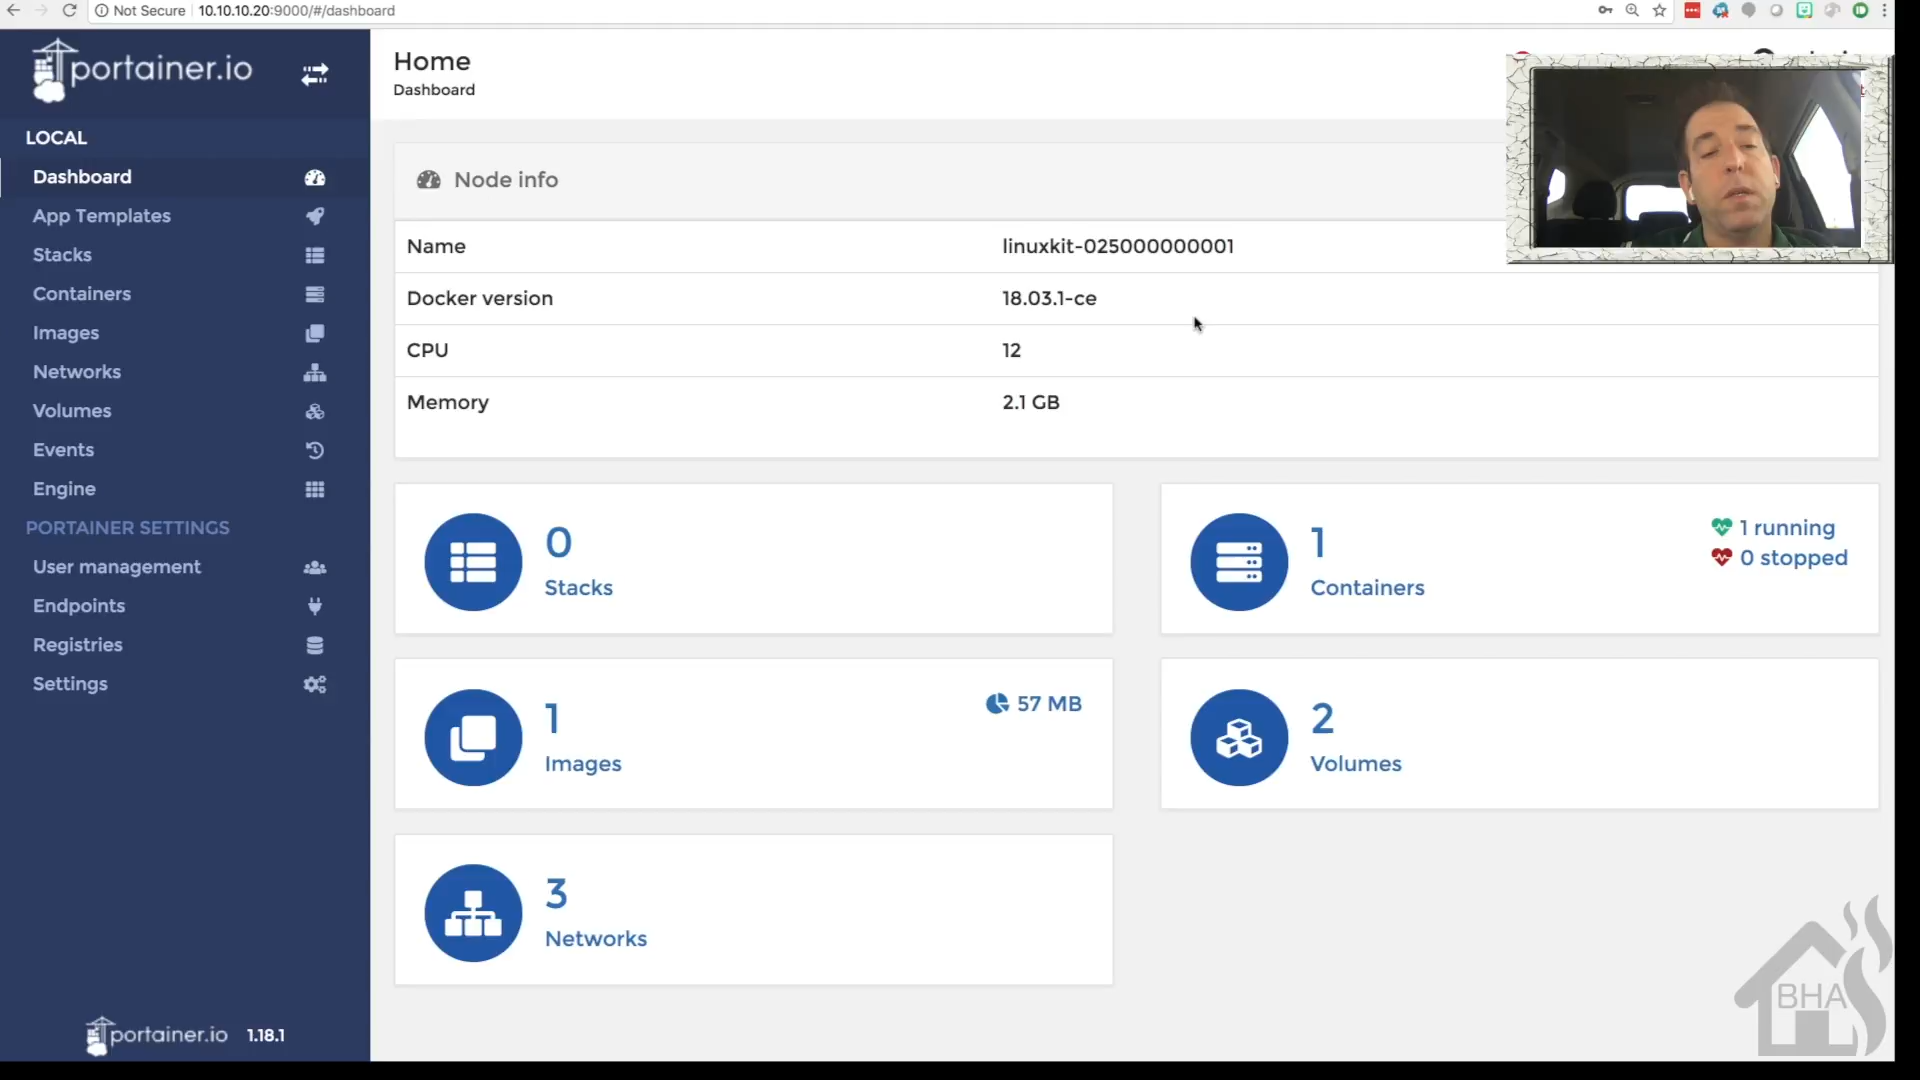 Not Secure 10.10.10.20:9000/#/dashboard
portainer.io
LOCAL
Dashboard
App Templates
Stacks
Containers
Images
Networks
Volumes
Events
Engine
PORTAINER SETTINGS
User management
Endpoints
Registries
Settings
portainer.io 1.18.1
Home
Dashboard
Node info
Name linuxkit-025000000001
Docker version 18.03.1-ce
CPU 12
Memory 2.1 GB
0
Stacks
1
Containers
1 running
0 stopped
1
Images
57 MB
2
Volumes
3
Networks
BHA